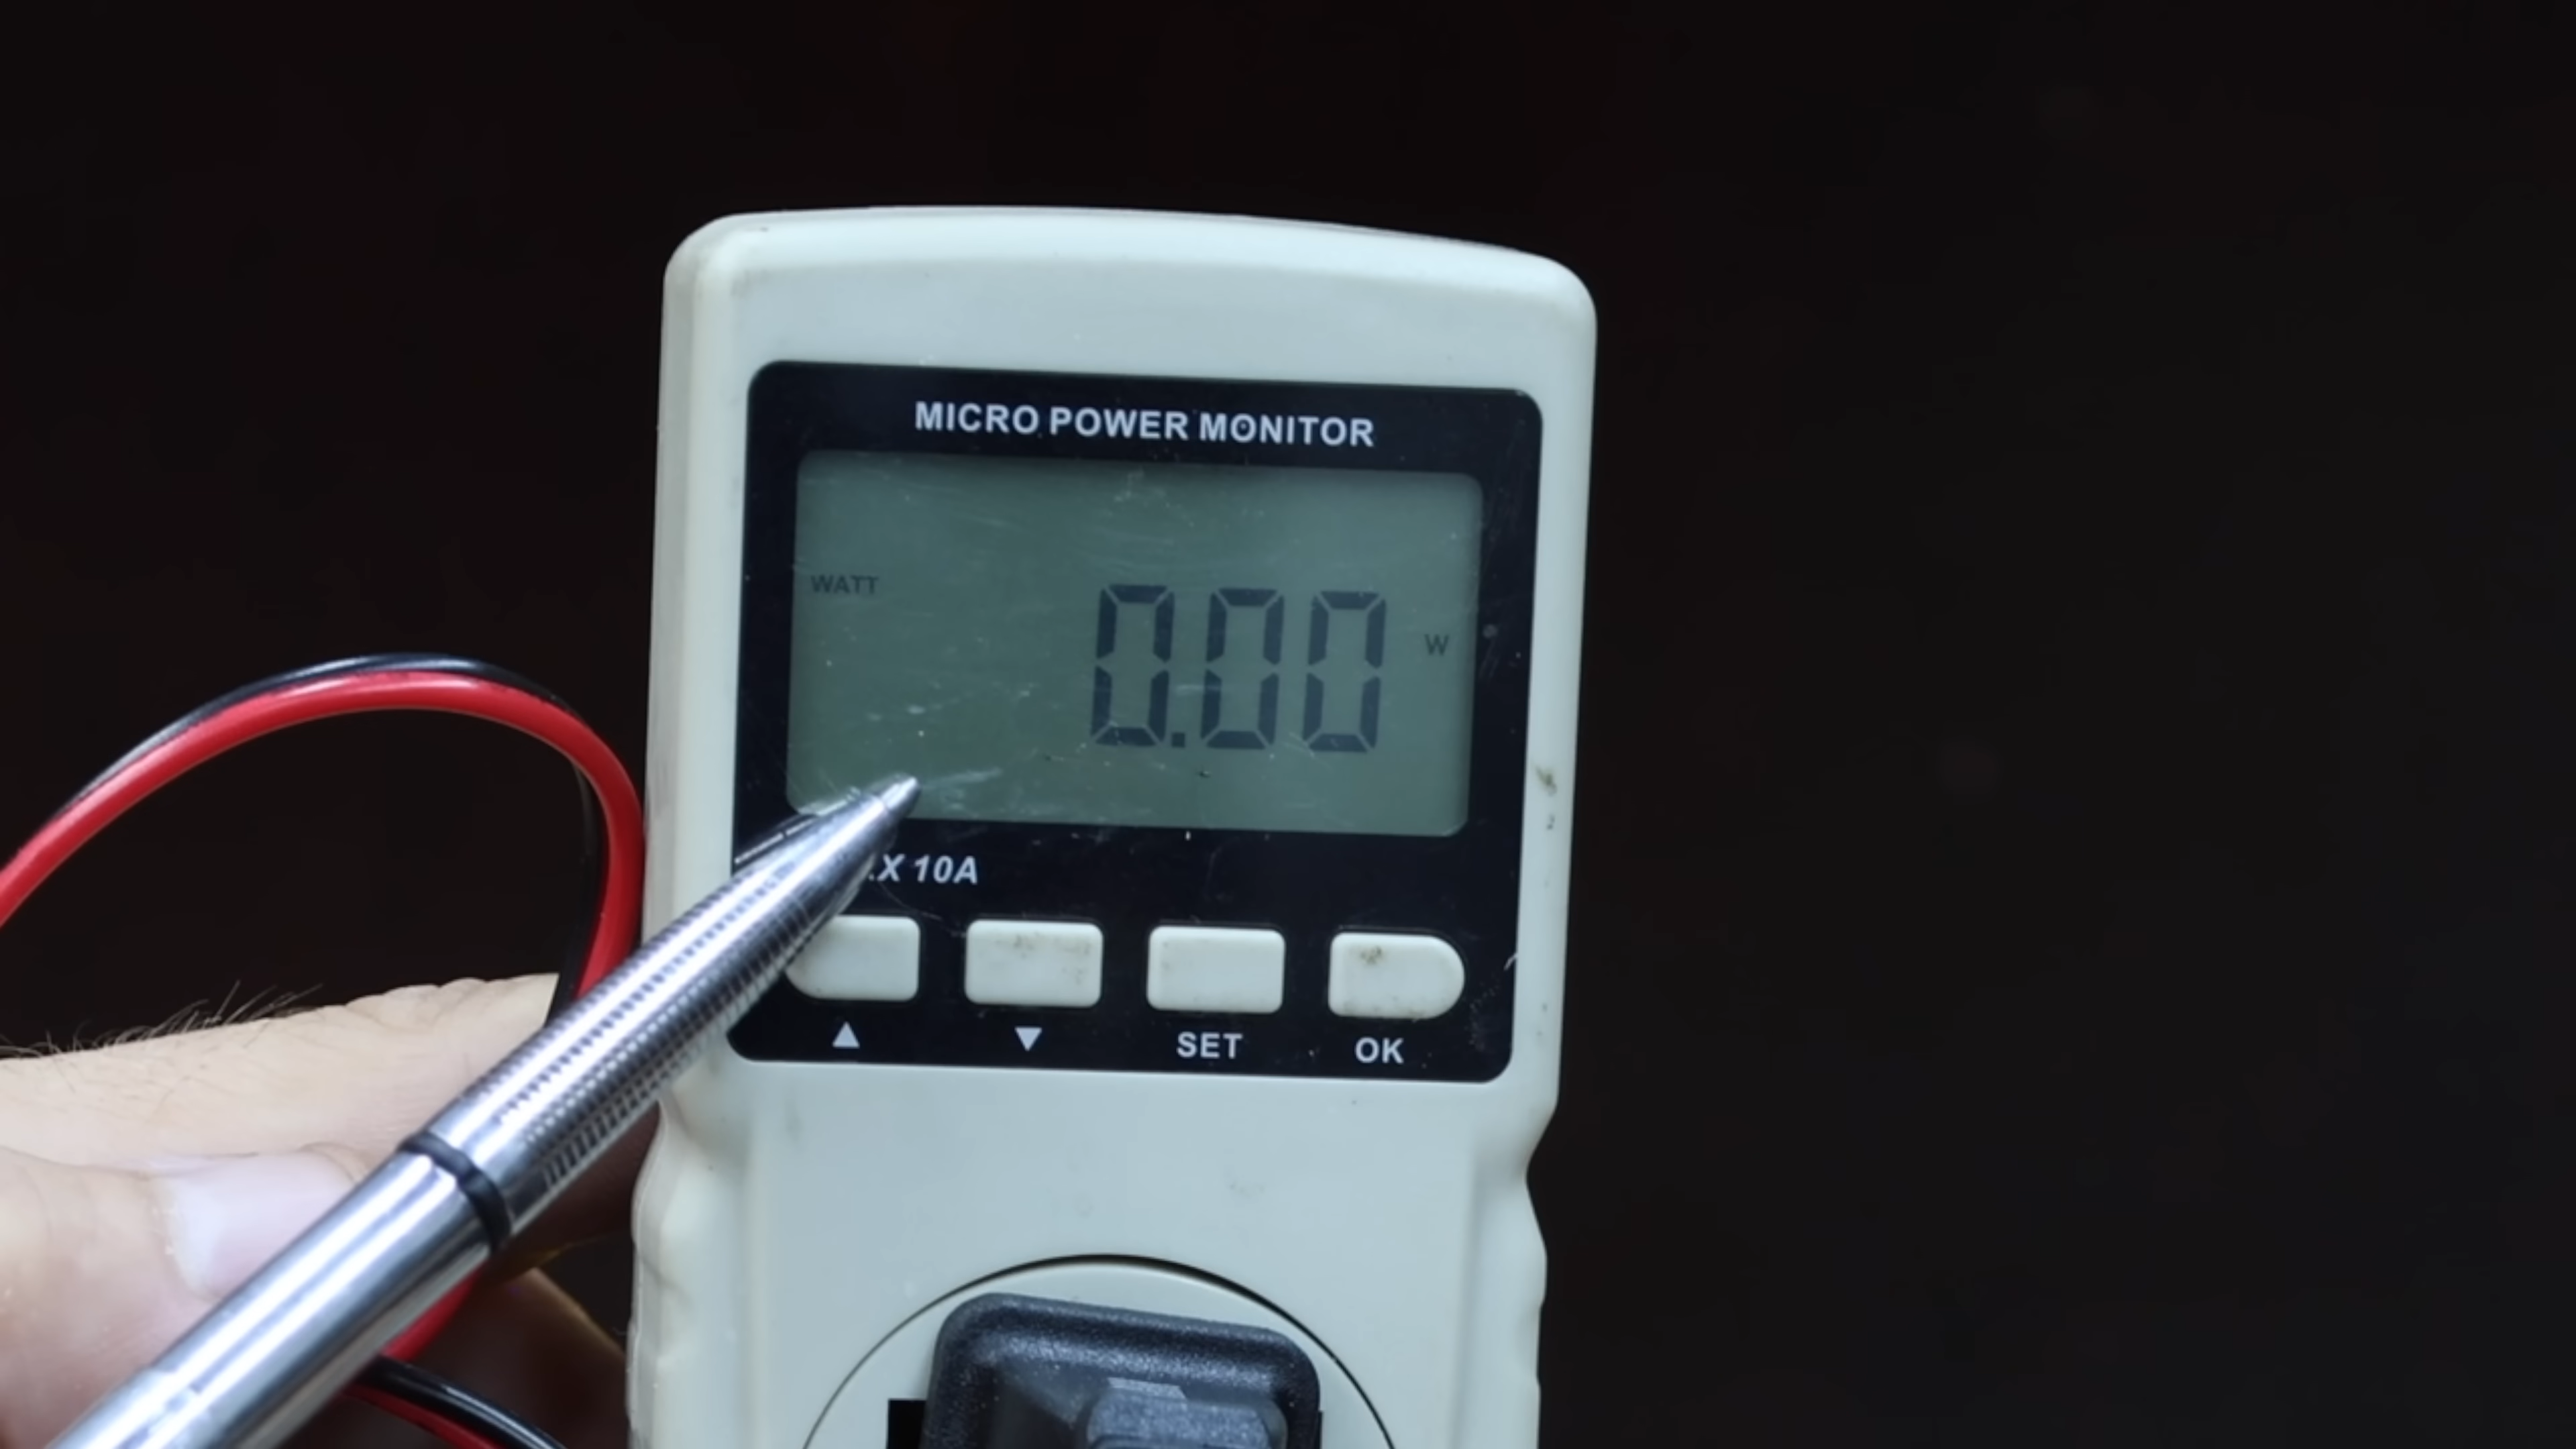 MICRO POWER MONITOR
WATT
0.00 W
X 10A
▲ ▼ SET OK